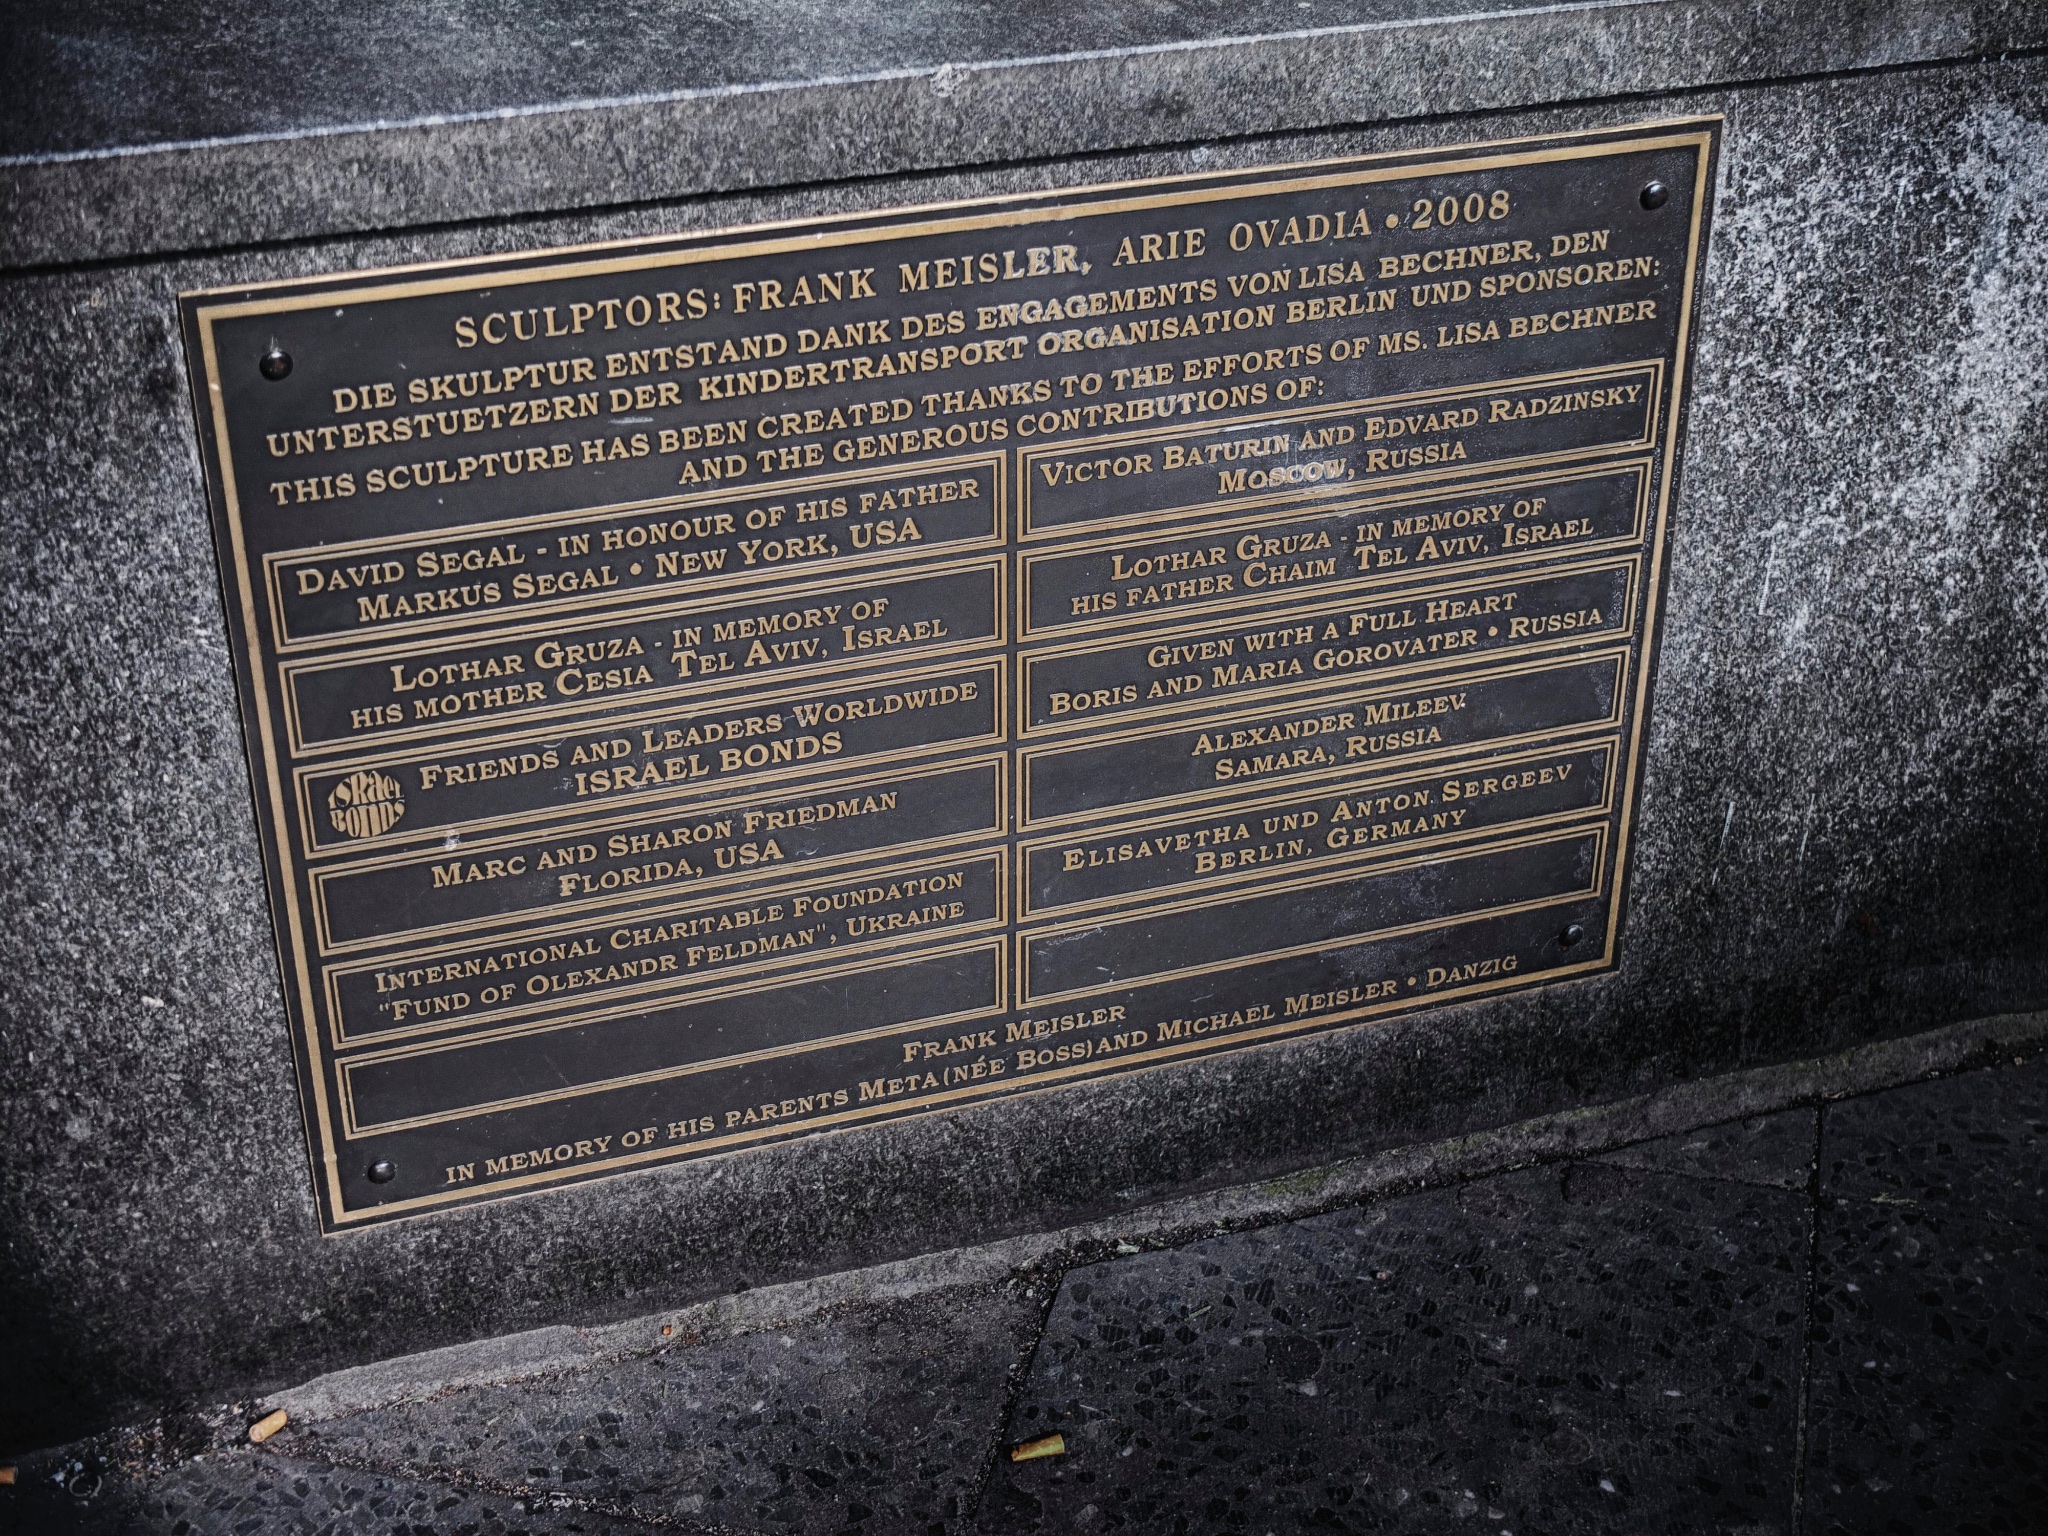 SCULPTORS: FRANK MEISLER, ARIE OVADIA • 2008
DIE SKULPTUR ENTSTAND DANK DES ENGAGEMENTS VON LISA BECHNER, DEN
UNTERSTUETZERN DER KINDERTRANSPORT ORGANISATION BERLIN UND SPONSOREN:
THIS SCULPTURE HAS BEEN CREATED THANKS TO THE EFFORTS OF MS. LISA BECHNER
AND THE GENEROUS CONTRIBUTIONS OF:
DAVID SEGAL - IN HONOUR OF HIS FATHER
MARKUS SEGAL • NEW YORK, USA
LOTHAR GRUZA - IN MEMORY OF
HIS MOTHER CESIA TEL AVIV, ISRAEL
ISRAEL
BONDS
FRIENDS AND LEADERS WORLDWIDE
ISRAEL BONDS
MARC AND SHARON FRIEDMAN
FLORIDA, USA
INTERNATIONAL CHARITABLE FOUNDATION
"FUND OF OLEXANDR FELDMAN", UKRAINE
VICTOR BATURIN AND EDVARD RADZINSKY
MOSCOW, RUSSIA
LOTHAR GRUZA - IN MEMORY OF
HIS FATHER CHAIM TEL AVIV, ISRAEL
GIVEN WITH A FULL HEART
BORIS AND MARIA GOROVATER • RUSSIA
ALEXANDER MILEEV
SAMARA, RUSSIA
ELISAVETHA UND ANTON SERGEEV
BERLIN, GERMANY
FRANK MEISLER
IN MEMORY OF HIS PARENTS META (NÉE BOSS) AND MICHAEL MEISLER • DANZIG